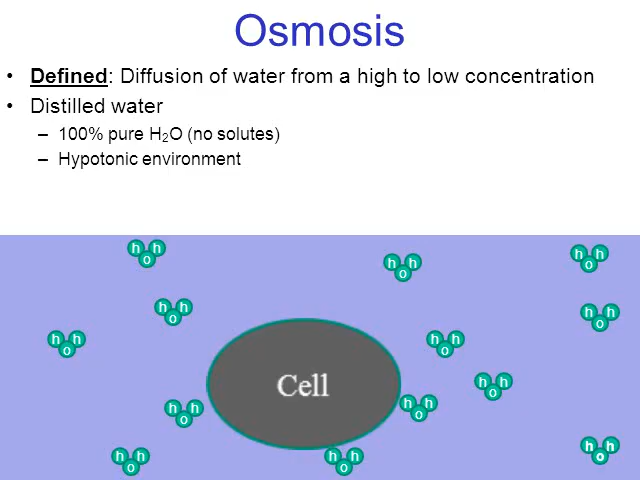 Osmosis
• Defined: Diffusion of water from a high to low concentration
• Distilled water
– 100% pure H₂O (no solutes)
– Hypotonic environment
h h
o
h h
o
h h
o
h h
o
h h
o
h h
o
h h
o
h h
o
Cell
h h
o
h h
o
h h
o
h h
o
h h
o